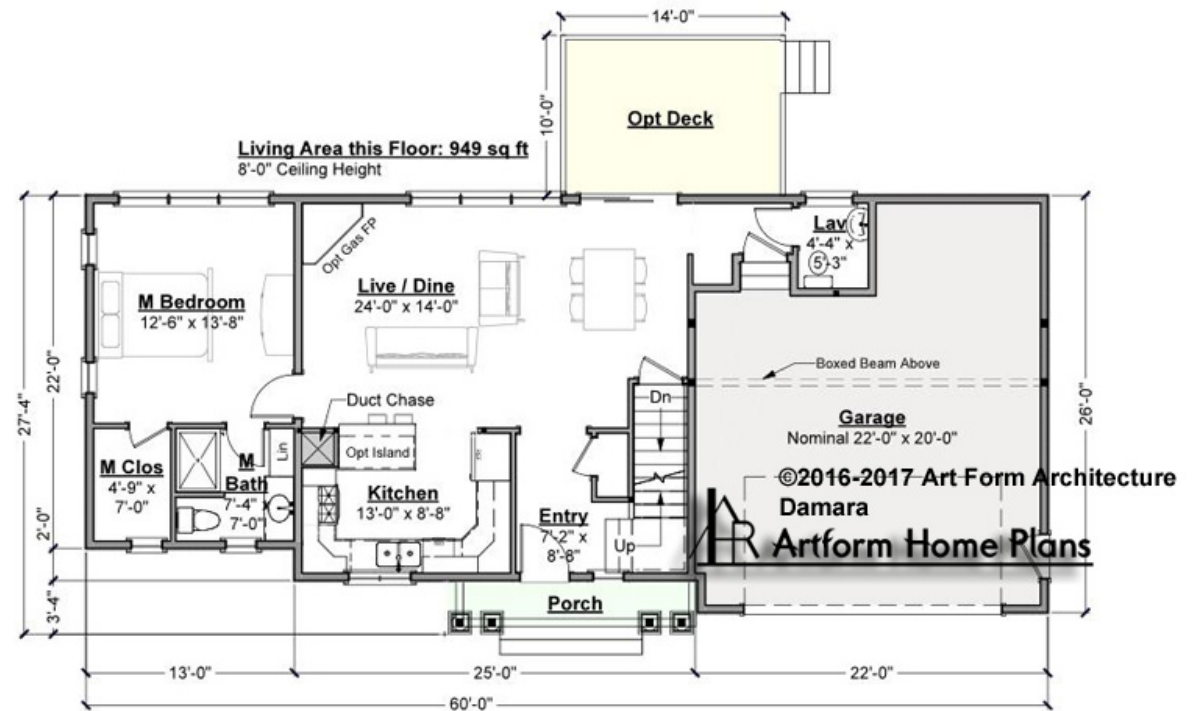 14'-0"
10'-0"
Opt Deck
Living Area this Floor: 949 sq ft
8'-0" Ceiling Height
Opt Gas FP
Lav
4'-4" x
5'-3"
M Bedroom
12'-6" x 13'-8"
Live / Dine
24'-0" x 14'-0"
22'-0"
27'-4"
Boxed Beam Above
26'-0"
Dn
Duct Chase
Garage
Nominal 22'-0" x 20'-0"
Opt Island
Lin
M Clos
4'-9" x
7'-0"
M
Bath
7'-4" x
7'-0"
Kitchen
13'-0" x 8'-8"
Entry
7'-2" x
8'-8"
Up
©2016-2017 Art Form Architecture
Damara
Artform Home Plans
2'-0"
3'-4"
Porch
13'-0"
25'-0"
22'-0"
60'-0"